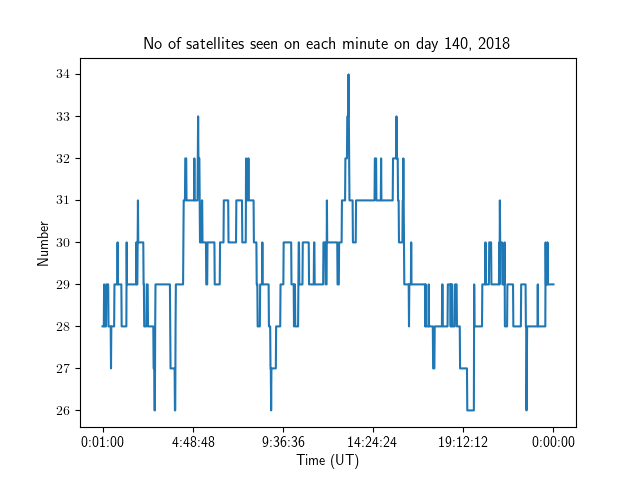 No of satellites seen on each minute on day 140, 2018
34
33
32
31
30
29
28
27
26
Number
0:01:00 4:48:48 9:36:36 14:24:24 19:12:12 0:00:00
Time (UT)